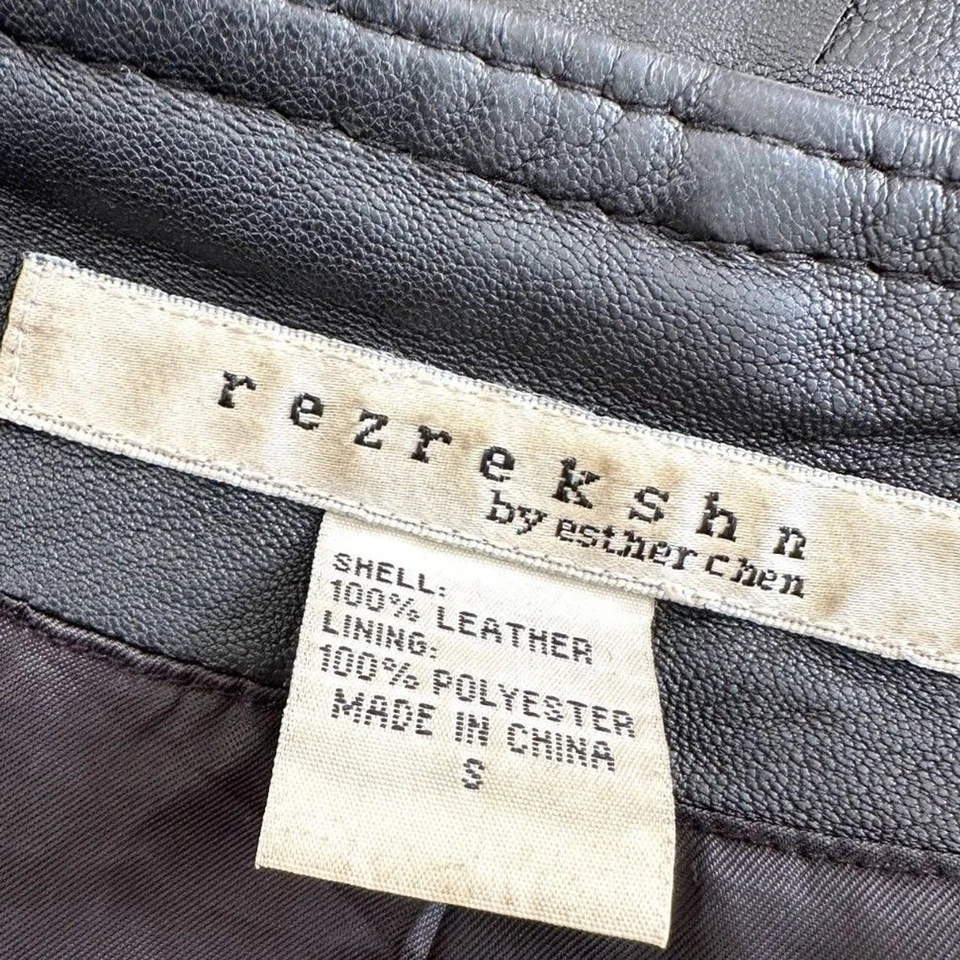 rezrekshn
by esther chen
SHELL:
100% LEATHER
LINING:
100% POLYESTER
MADE IN CHINA
S